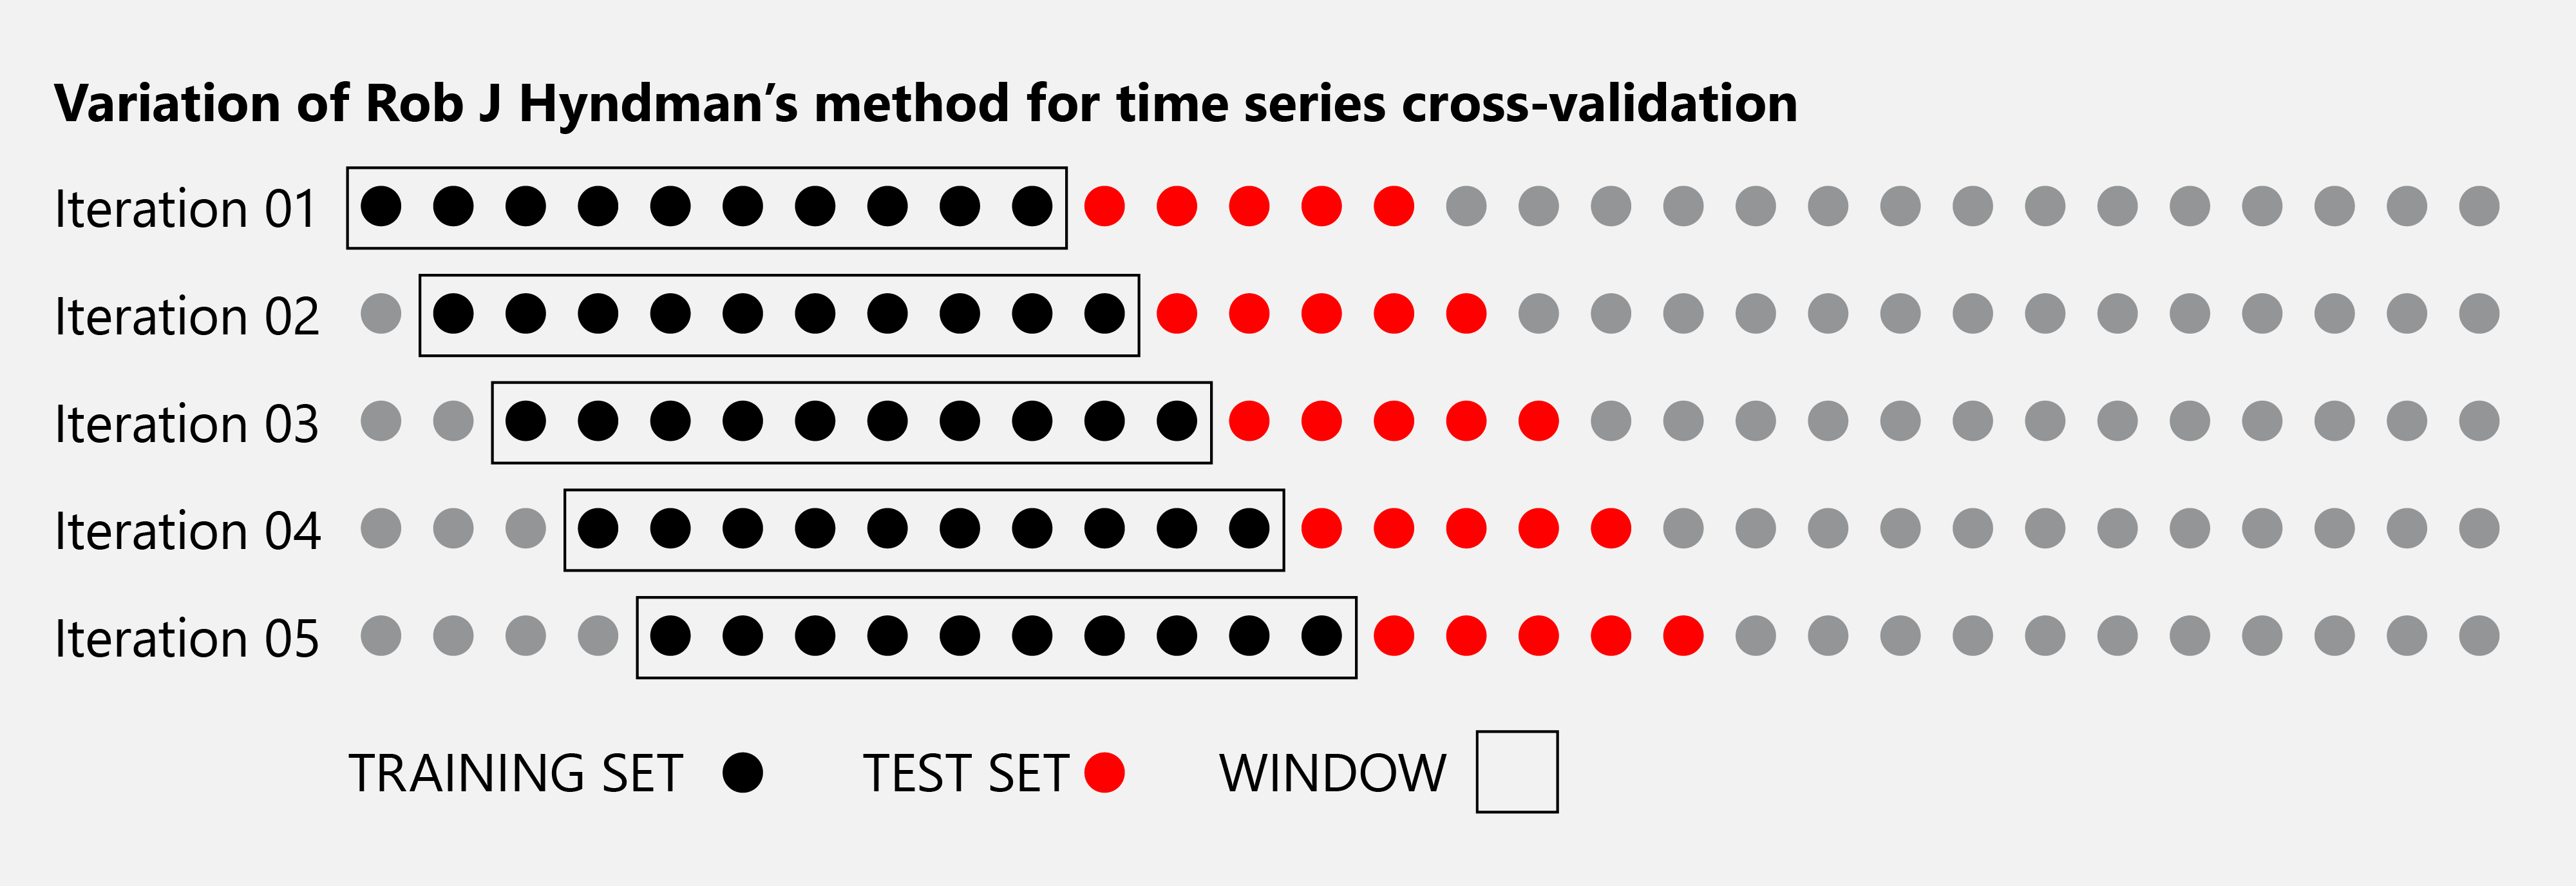 Variation of Rob J Hyndman’s method for time series cross-validation
Iteration 01
Iteration 02
Iteration 03
Iteration 04
Iteration 05
TRAINING SET TEST SET WINDOW